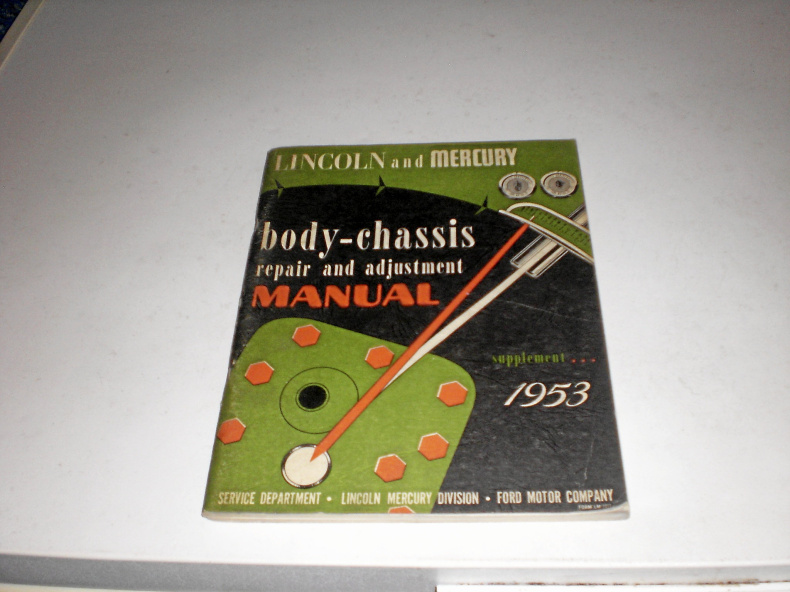 LINCOLN and MERCURY
body-chassis
repair and adjustment
MANUAL
supplement...
1953
SERVICE DEPARTMENT • LINCOLN MERCURY DIVISION • FORD MOTOR COMPANY
FORM